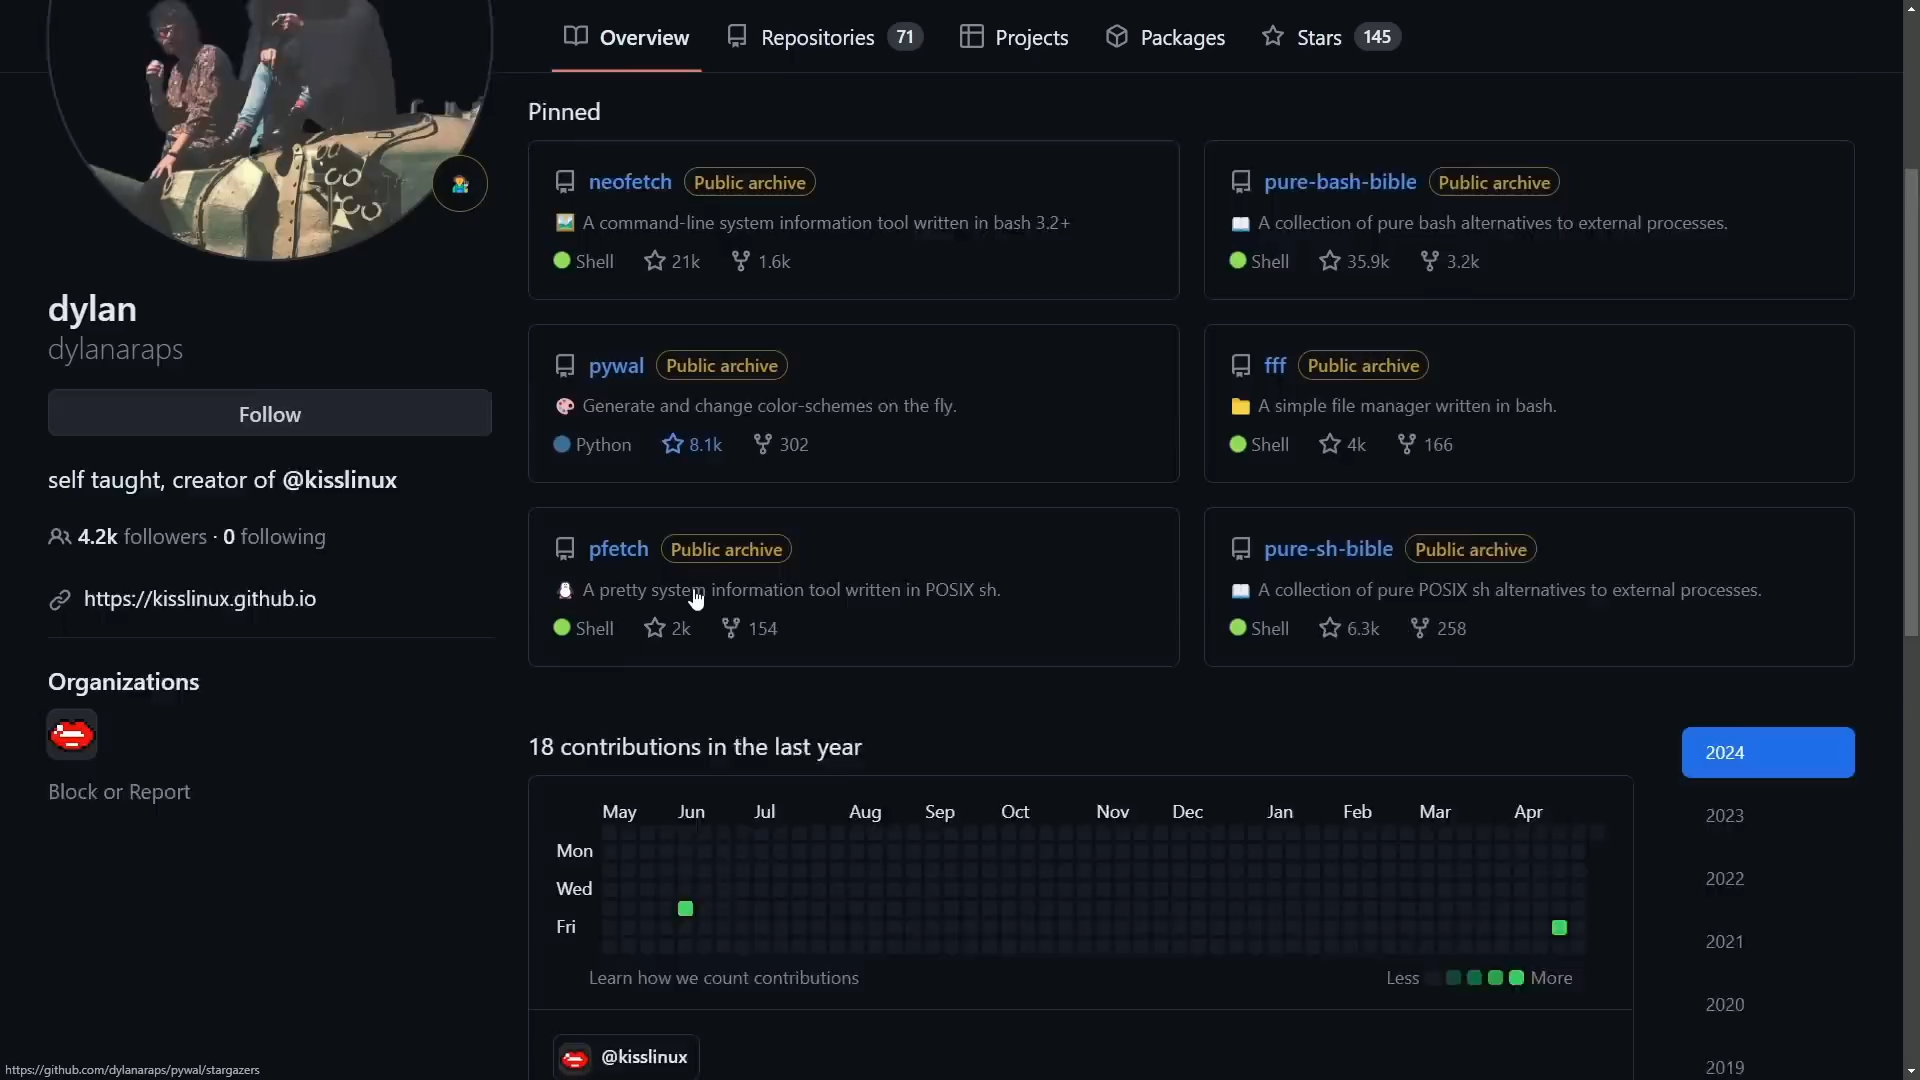 Overview
Repositories 71
Projects
Packages
Stars 145
Pinned
neofetch Public archive
A command-line system information tool written in bash 3.2+
Shell 21k 1.6k
pure-bash-bible Public archive
A collection of pure bash alternatives to external processes.
Shell 35.9k 3.2k
pywal Public archive
Generate and change color-schemes on the fly.
Python 8.1k 302
fff Public archive
A simple file manager written in bash.
Shell 4k 166
pfetch Public archive
A pretty system information tool written in POSIX sh.
Shell 2k 154
pure-sh-bible Public archive
A collection of pure POSIX sh alternatives to external processes.
Shell 6.3k 258
dylan
dylanaraps
Follow
self taught, creator of @kisslinux
4.2k followers · 0 following
https://kisslinux.github.io
Organizations
Block or Report
18 contributions in the last year
May Jun Jul Aug Sep Oct Nov Dec Jan Feb Mar Apr
Mon
Wed
Fri
Learn how we count contributions
Less More
@kisslinux
2024
2023
2022
2021
2020
2019
https://github.com/dylanaraps/pywal/stargazers